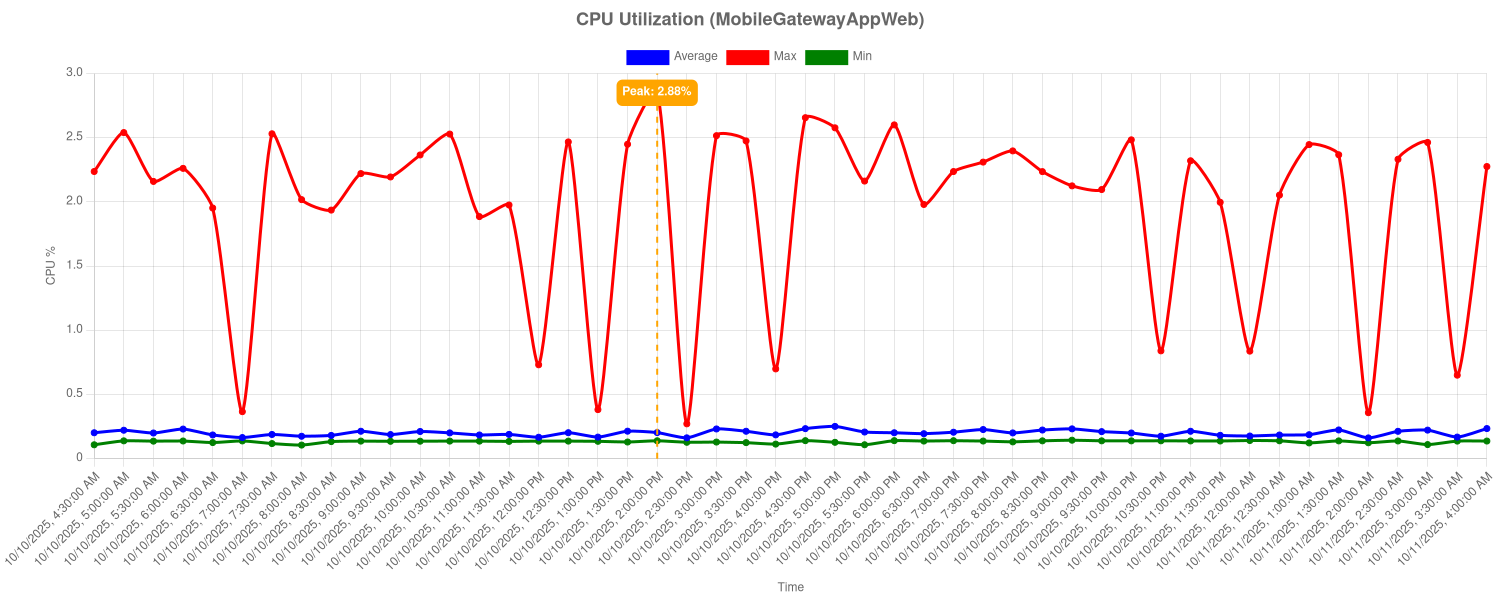 CPU Utilization (MobileGatewayAppWeb)
Average Max Min
Peak: 2.88%
CPU %
3.0
2.5
2.0
1.5
1.0
0.5
0
10/10/2025, 4:30:00 AM
10/10/2025, 5:00:00 AM
10/10/2025, 5:30:00 AM
10/10/2025, 6:00:00 AM
10/10/2025, 6:30:00 AM
10/10/2025, 7:00:00 AM
10/10/2025, 7:30:00 AM
10/10/2025, 8:00:00 AM
10/10/2025, 8:30:00 AM
10/10/2025, 9:00:00 AM
10/10/2025, 9:30:00 AM
10/10/2025, 10:00:00 AM
10/10/2025, 10:30:00 AM
10/10/2025, 11:00:00 AM
10/10/2025, 11:30:00 AM
10/10/2025, 12:00:00 PM
10/10/2025, 12:30:00 PM
10/10/2025, 1:00:00 PM
10/10/2025, 1:30:00 PM
10/10/2025, 2:00:00 PM
10/10/2025, 2:30:00 PM
10/10/2025, 3:00:00 PM
10/10/2025, 3:30:00 PM
10/10/2025, 4:00:00 PM
10/10/2025, 4:30:00 PM
10/10/2025, 5:00:00 PM
10/10/2025, 5:30:00 PM
10/10/2025, 6:00:00 PM
10/10/2025, 6:30:00 PM
10/10/2025, 7:00:00 PM
10/10/2025, 7:30:00 PM
10/10/2025, 8:00:00 PM
10/10/2025, 8:30:00 PM
10/10/2025, 9:00:00 PM
10/10/2025, 9:30:00 PM
10/10/2025, 10:00:00 PM
10/10/2025, 10:30:00 PM
10/10/2025, 11:00:00 PM
10/10/2025, 11:30:00 PM
10/11/2025, 12:00:00 AM
10/11/2025, 12:30:00 AM
10/11/2025, 1:00:00 AM
10/11/2025, 1:30:00 AM
10/11/2025, 2:00:00 AM
10/11/2025, 2:30:00 AM
10/11/2025, 3:00:00 AM
10/11/2025, 3:30:00 AM
10/11/2025, 4:00:00 AM
Time